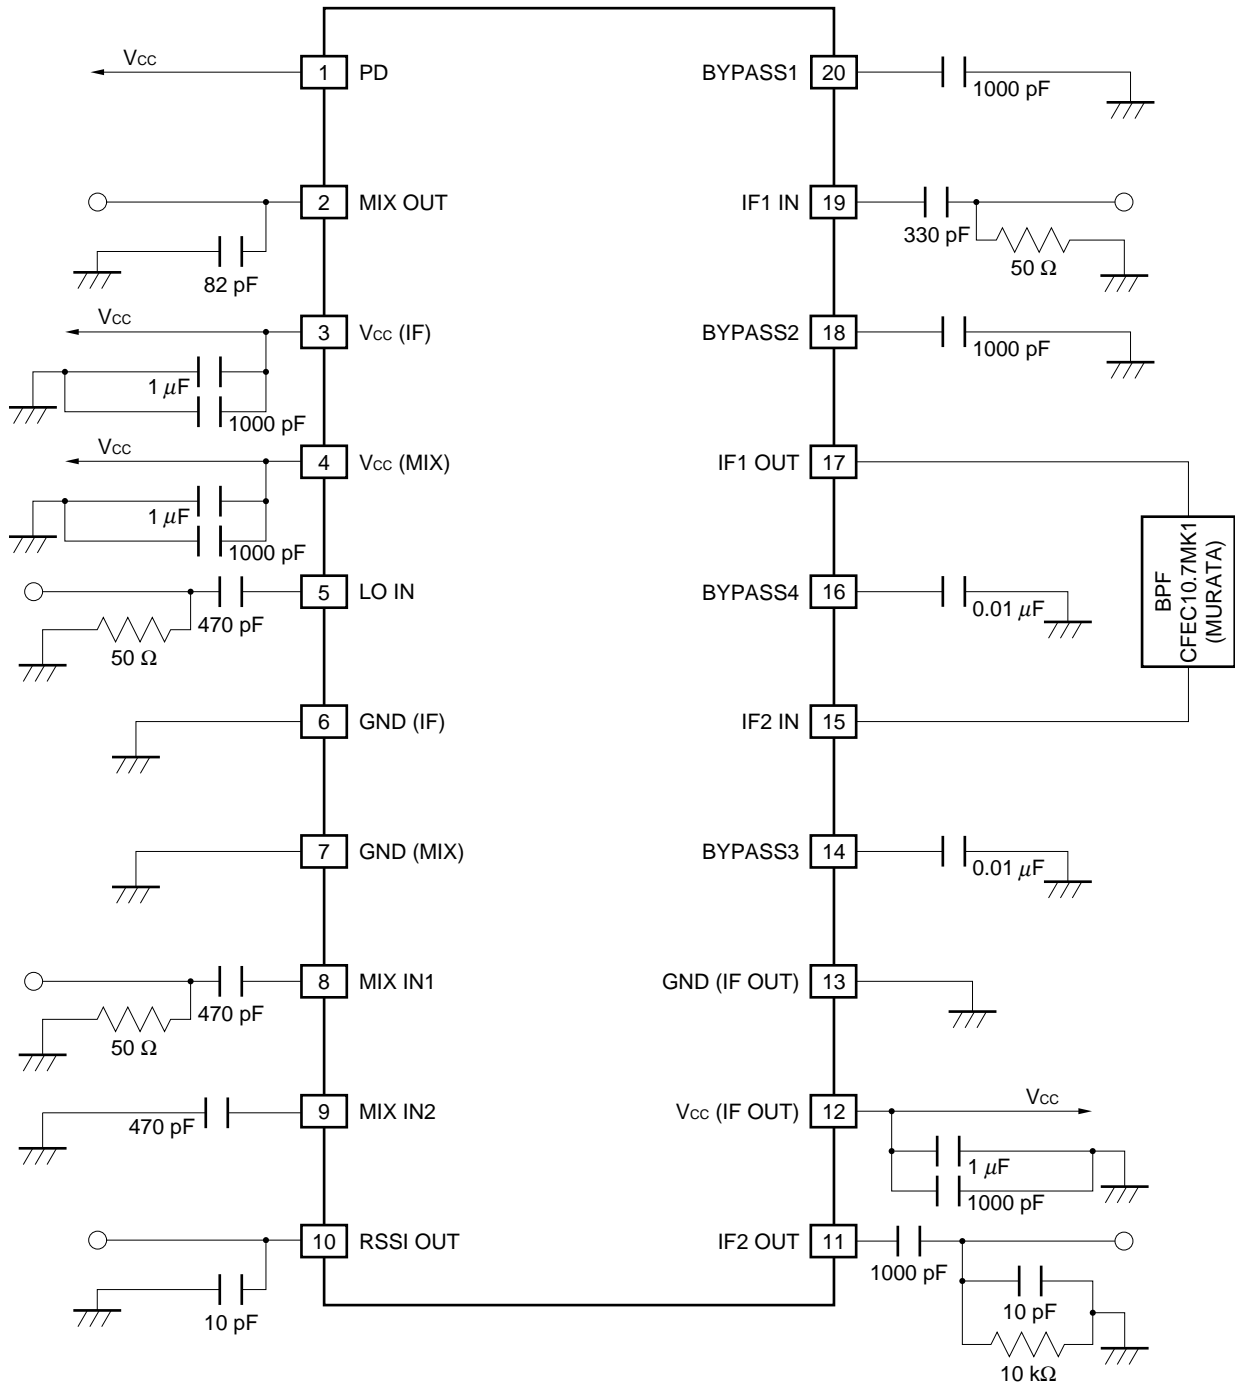 Vcc
1 PD
BYPASS1 20
1000 pF
2 MIX OUT
82 pF
IF1 IN 19
330 pF
50 Ω
Vcc
3 Vcc (IF)
1 μF
1000 pF
BYPASS2 18
1000 pF
Vcc
4 Vcc (MIX)
1 μF
1000 pF
IF1 OUT 17
BPF
CFEC10.7MK1
(MURATA)
5 LO IN
470 pF
50 Ω
BYPASS4 16
0.01 μF
6 GND (IF)
IF2 IN 15
7 GND (MIX)
BYPASS3 14
0.01 μF
8 MIX IN1
470 pF
50 Ω
GND (IF OUT) 13
9 MIX IN2
470 pF
Vcc (IF OUT) 12
Vcc
1 μF
1000 pF
10 RSSI OUT
10 pF
IF2 OUT 11
1000 pF
10 pF
10 kΩ